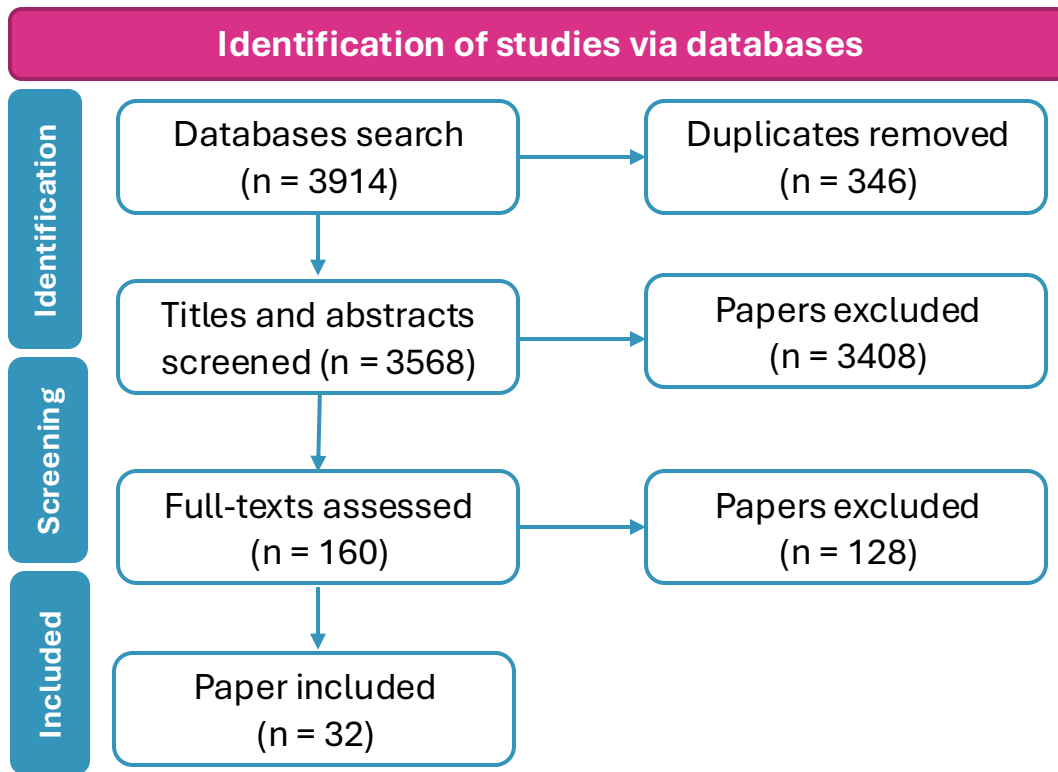 Identification of studies via databases
Identification
Databases search
(n = 3914)
Duplicates removed
(n = 346)
Titles and abstracts
screened (n = 3568)
Papers excluded
(n = 3408)
Screening
Full-texts assessed
(n = 160)
Papers excluded
(n = 128)
Included
Paper included
(n = 32)